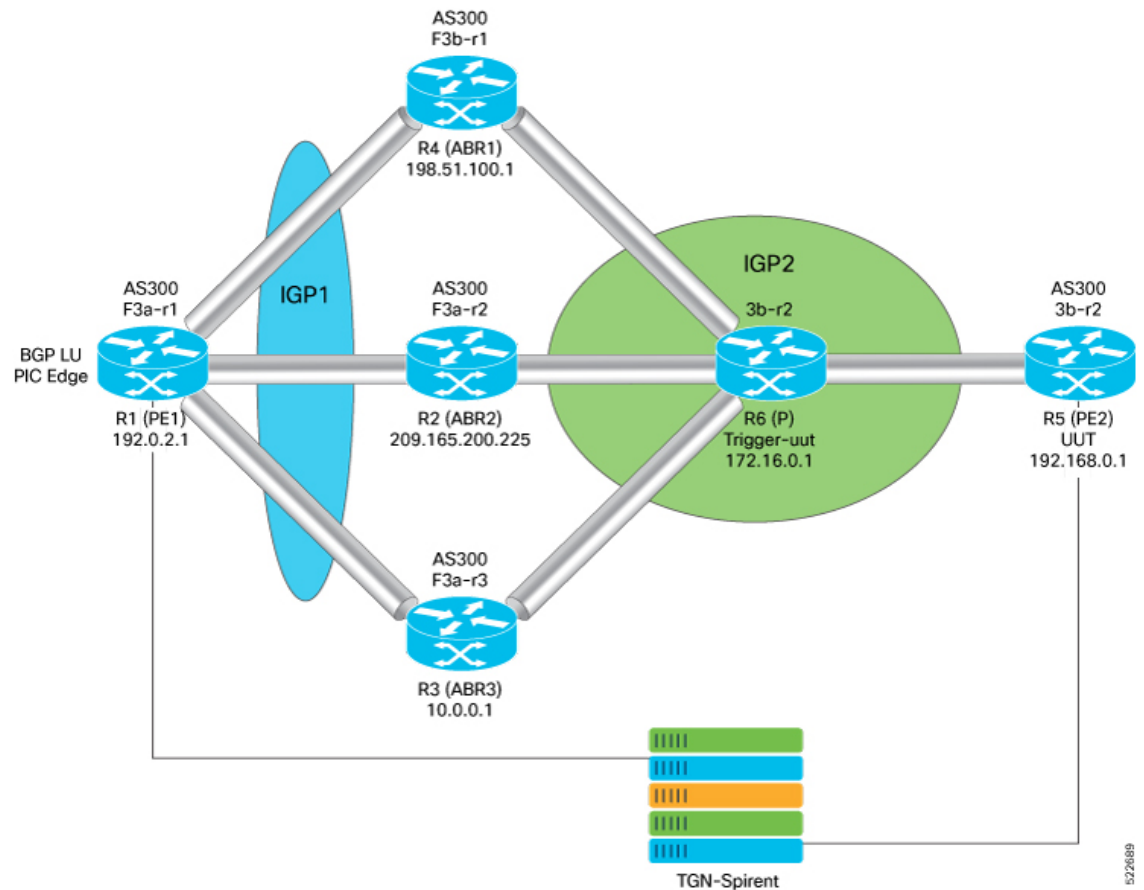 AS300
F3b-r1
R4 (ABR1)
198.51.100.1
IGP1
IGP2
AS300
F3a-r1
AS300
F3a-r2
3b-r2
AS300
3b-r2
BGP LU
PIC Edge
R1 (PE1)
192.0.2.1
R2 (ABR2)
209.165.200.225
R6 (P)
Trigger-uut
172.16.0.1
R5 (PE2)
UUT
192.168.0.1
AS300
F3a-r3
R3 (ABR3)
10.0.0.1
TGN-Spirent
522689